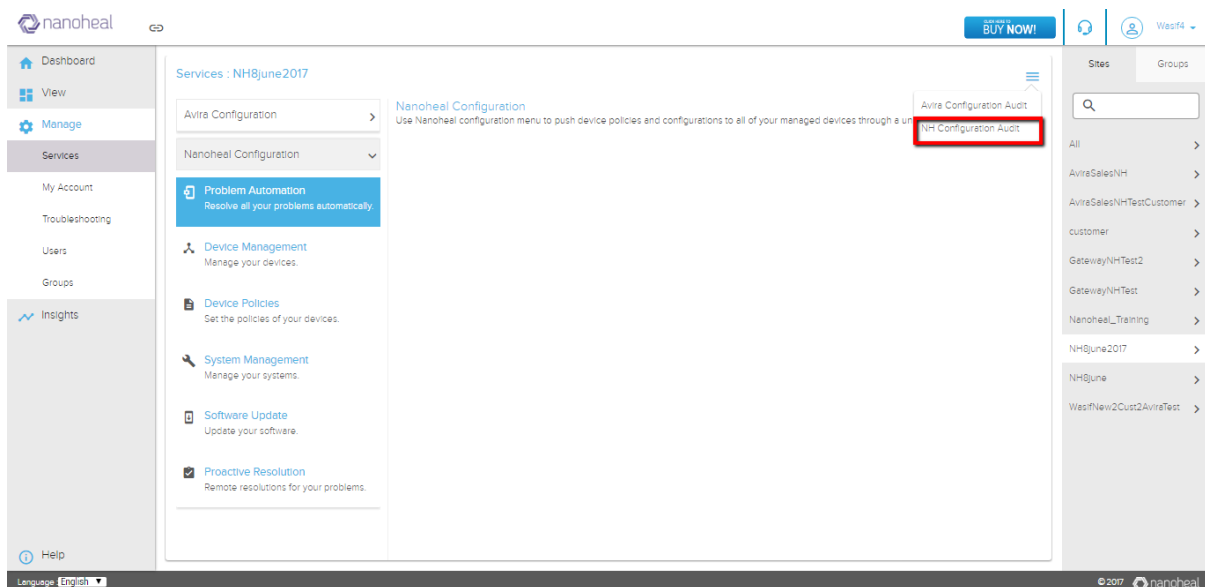 nanoheal
CLICK HERE TO
BUY NOW!
Wasif4
Dashboard
View
Manage
Services
My Account
Troubleshooting
Users
Groups
Insights
Help
Services : NH8june2017
Avira Configuration
Nanoheal Configuration
Problem Automation
Resolve all your problems automatically.
Device Management
Manage your devices.
Device Policies
Set the policies of your devices.
System Management
Manage your systems.
Software Update
Update your software.
Proactive Resolution
Remote resolutions for your problems.
Nanoheal Configuration
Use Nanoheal configuration menu to push device policies and configurations to all of your managed devices through a un
Avira Configuration Audit
NH Configuration Audit
Sites
Groups
All
AviraSalesNH
AviraSalesNHTestCustomer
customer
GatewayNHTest2
GatewayNHTest
Nanoheal_Training
NH8june2017
NH8june
WasifNew2Cust2AviraTest
Language English
© 2017 nanoheal